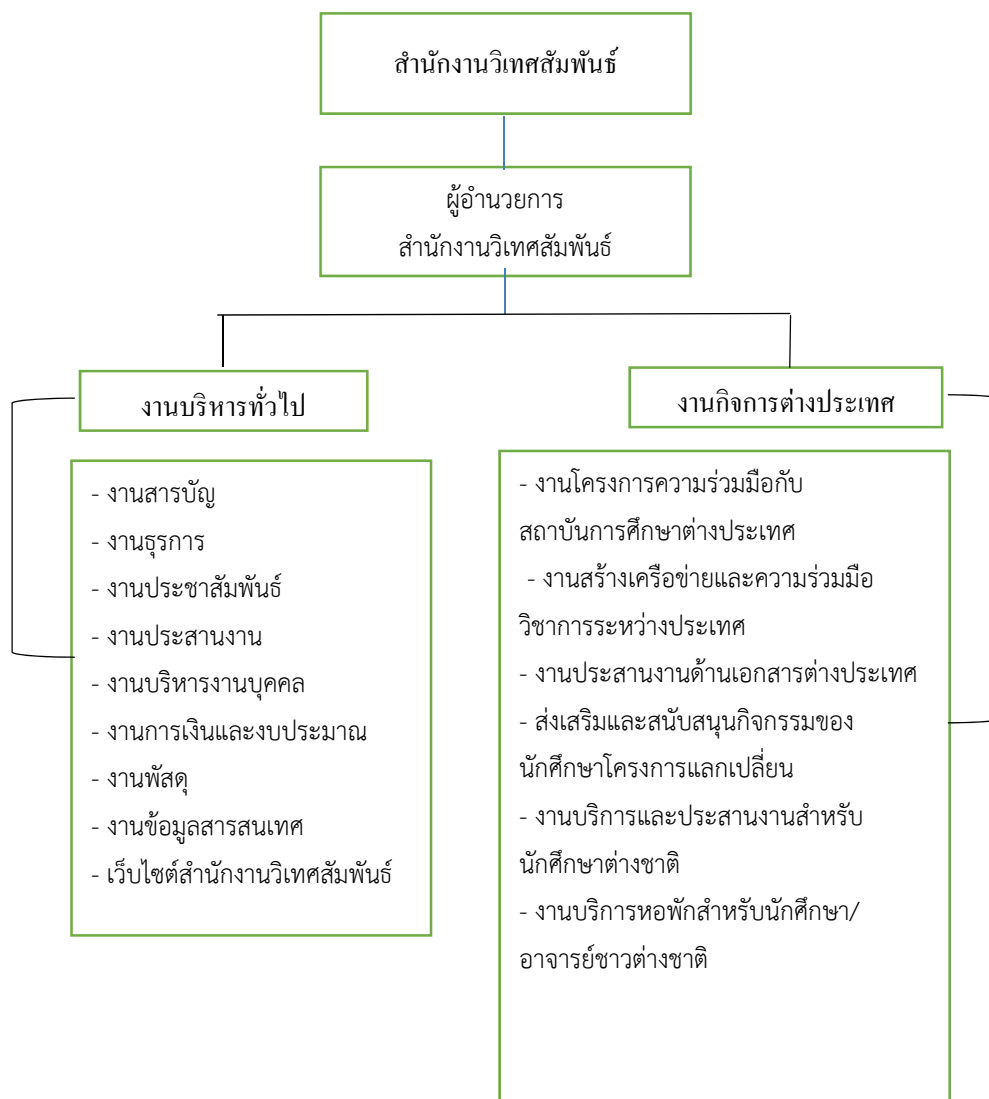 สำนักงานวิเทศสัมพันธ์
ผู้อำนวยการ
สำนักงานวิเทศสัมพันธ์
งานบริหารทั่วไป
- งานสารบัญ
- งานธุรการ
- งานประชาสัมพันธ์
- งานประสานงาน
- งานบริหารงานบุคคล
- งานการเงินและงบประมาณ
- งานพัสดุ
- งานข้อมูลสารสนเทศ
- เว็บไซต์สำนักงานวิเทศสัมพันธ์
งานกิจการต่างประเทศ
- งานโครงการความร่วมมือกับ
สถาบันการศึกษาต่างประเทศ
- งานสร้างเครือข่ายและความร่วมมือ
วิชาการระหว่างประเทศ
- งานประสานงานด้านเอกสารต่างประเทศ
- ส่งเสริมและสนับสนุนกิจกรรมของ
นักศึกษาโครงการแลกเปลี่ยน
- งานบริการและประสานงานสำหรับ
นักศึกษาต่างชาติ
- งานบริการหอพักสำหรับนักศึกษา/
อาจารย์ชาวต่างชาติ